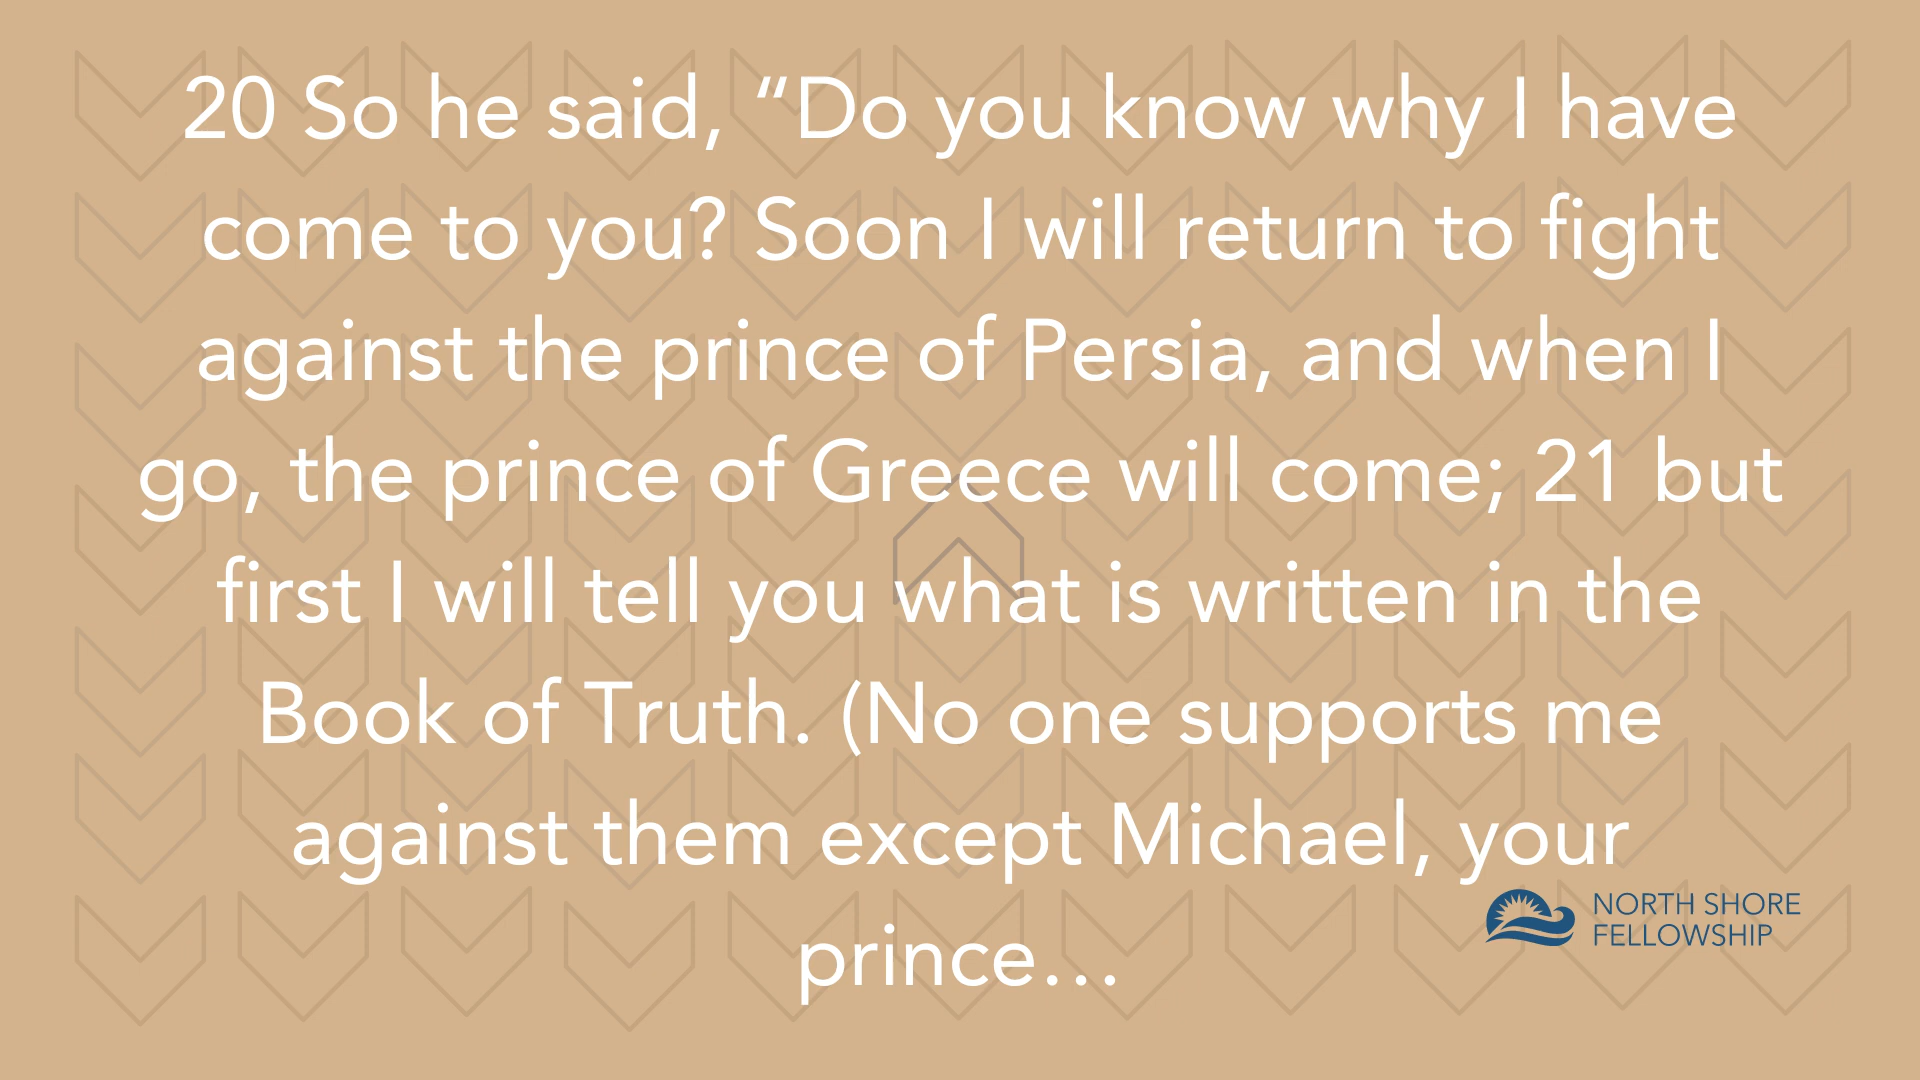 20 So he said, “Do you know why I have
come to you? Soon I will return to fight
against the prince of Persia, and when I
go, the prince of Greece will come; 21 but
first I will tell you what is written in the
Book of Truth. (No one supports me
against them except Michael, your
prince…
NORTH SHORE
FELLOWSHIP